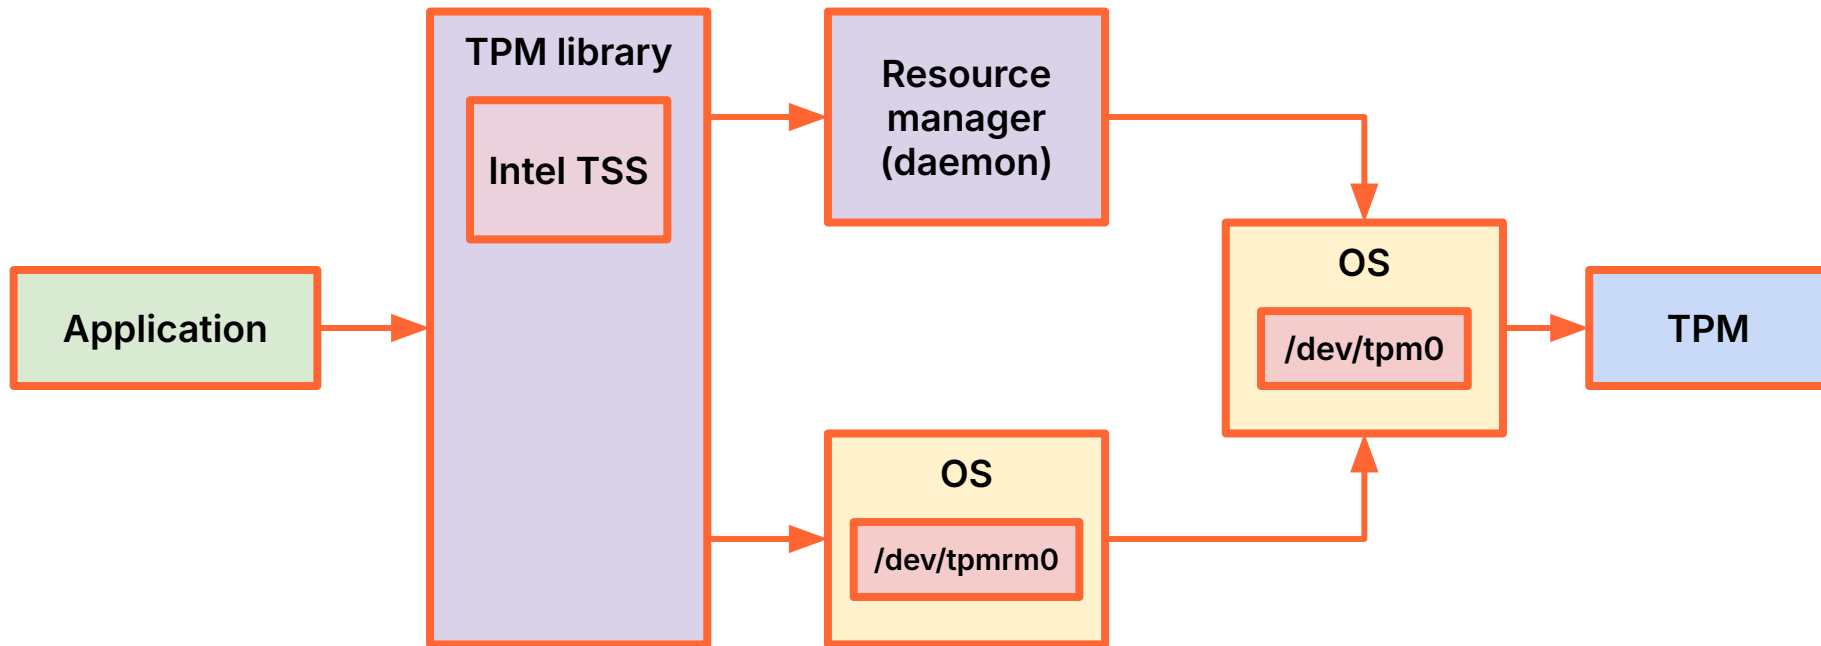 TPM library
Intel TSS
Resource
manager
(daemon)
Application
OS
/dev/tpm0
TPM
OS
/dev/tpmrm0